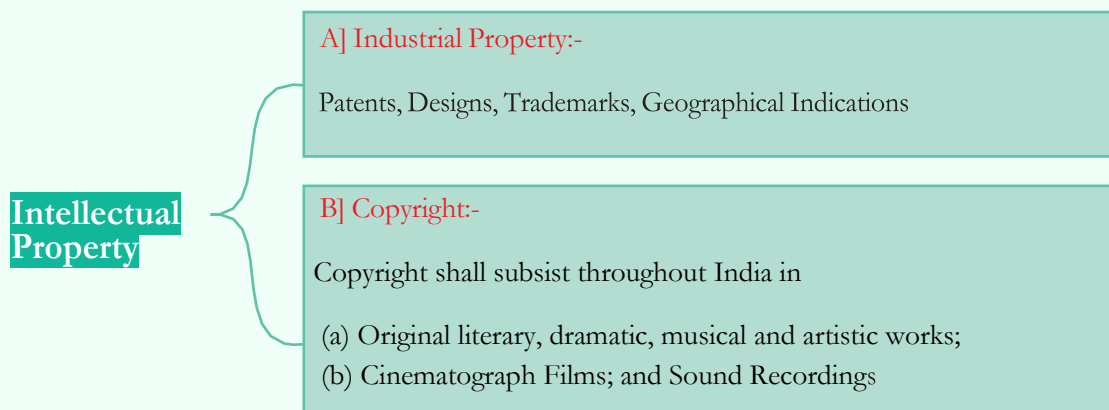 Intellectual
Property
A] Industrial Property:-
Patents, Designs, Trademarks, Geographical Indications
B] Copyright:-
Copyright shall subsist throughout India in
(a) Original literary, dramatic, musical and artistic works;
(b) Cinematograph Films; and Sound Recordings